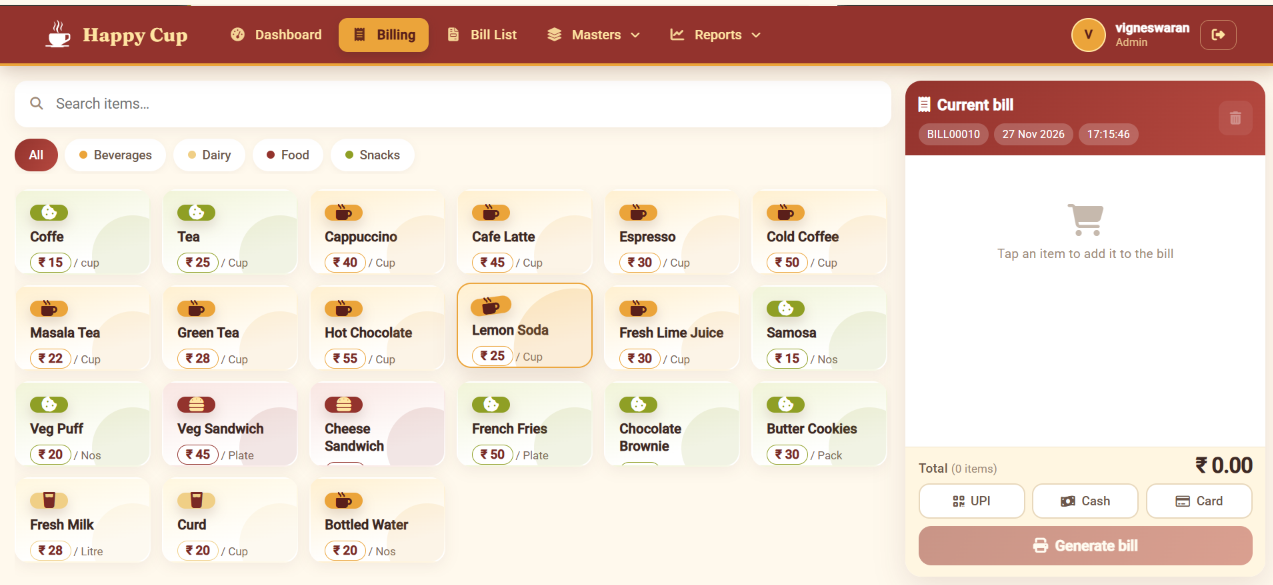 Happy Cup
Dashboard
Billing
Bill List
Masters
Reports
V
vigneswaran
Admin
Search items...
All
Beverages
Dairy
Food
Snacks
Coffe
₹ 15 / cup
Tea
₹ 25 / Cup
Cappuccino
₹ 40 / Cup
Cafe Latte
₹ 45 / Cup
Espresso
₹ 30 / Cup
Cold Coffee
₹ 50 / Cup
Masala Tea
₹ 22 / Cup
Green Tea
₹ 28 / Cup
Hot Chocolate
₹ 55 / Cup
Lemon Soda
₹ 25 / Cup
Fresh Lime Juice
₹ 30 / Cup
Samosa
₹ 15 / Nos
Veg Puff
₹ 20 / Nos
Veg Sandwich
₹ 45 / Plate
Cheese
Sandwich
French Fries
₹ 50 / Plate
Chocolate
Brownie
Butter Cookies
₹ 30 / Pack
Fresh Milk
₹ 28 / Litre
Curd
₹ 20 / Cup
Bottled Water
₹ 20 / Nos
Current bill
BILL00010
27 Nov 2026
17:15:46
Tap an item to add it to the bill
Total (0 items)
₹ 0.00
UPI
Cash
Card
Generate bill